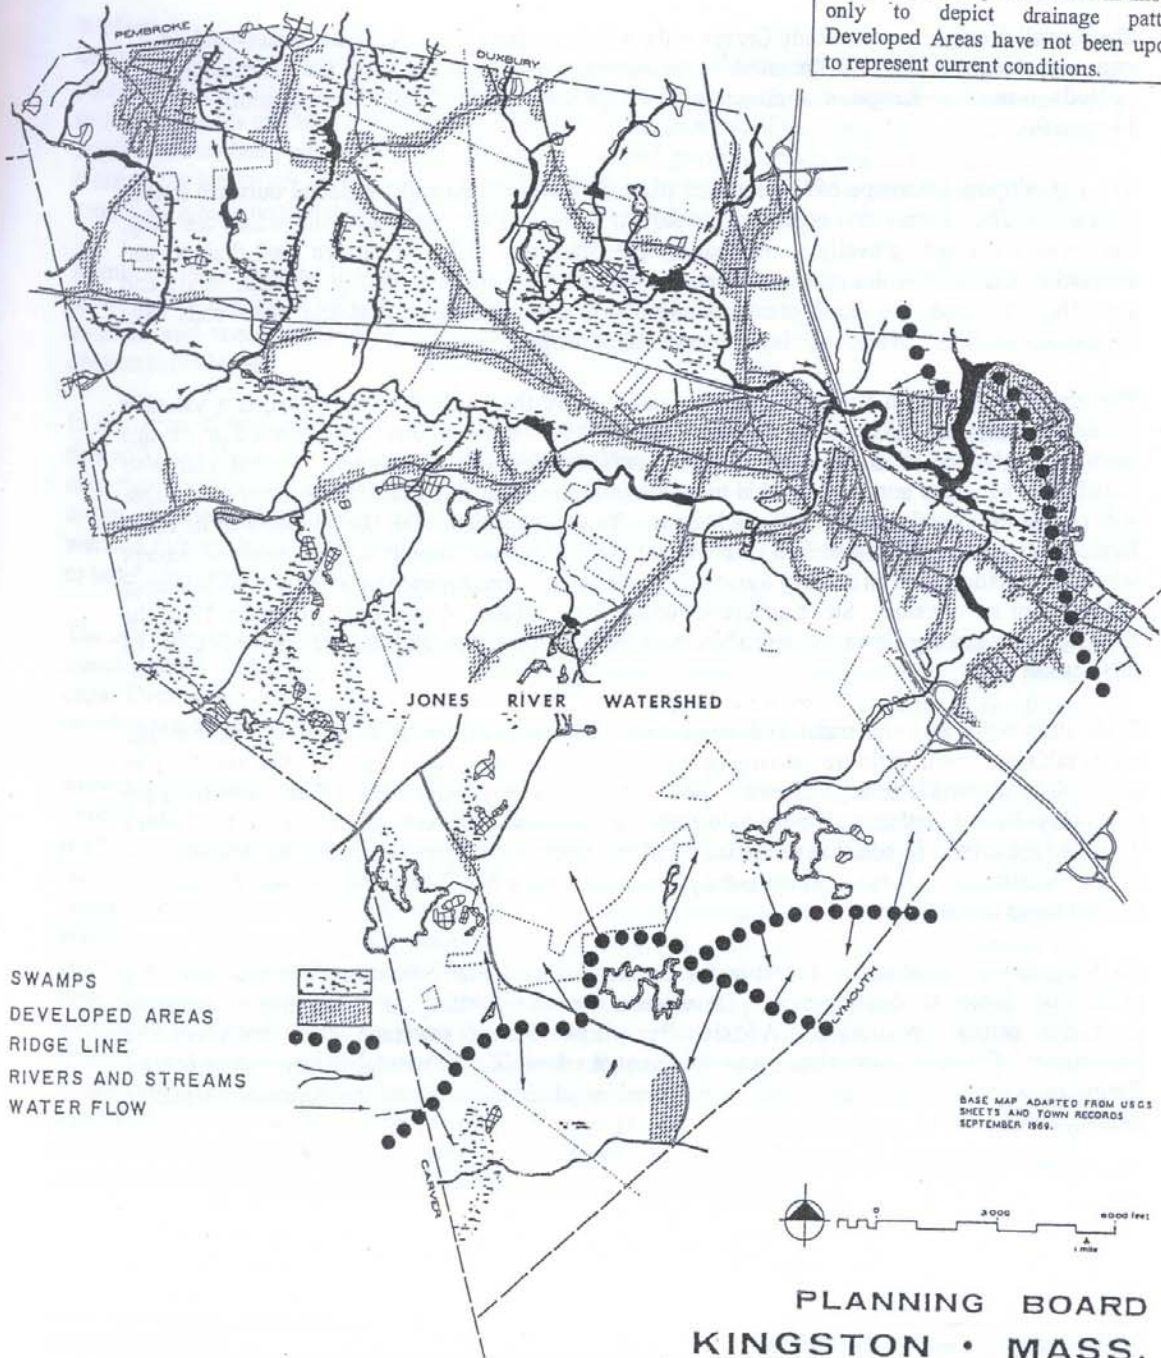 only to depict drainage
Developed Areas have not been
to represent current conditions.
PEMBROKE
DUXBURY
PLYMPTON
JONES RIVER WATERSHED
PLYMOUTH
CARVER
SWAMPS
DEVELOPED AREAS
RIDGE LINE
RIVERS AND STREAMS
WATER FLOW
BASE MAP ADAPTED FROM USGS
SHEETS AND TOWN RECORDS
SEPTEMBER 1969.
0 3000 6000 feet
1 mile
PLANNING BOARD
KINGSTON • MASS.